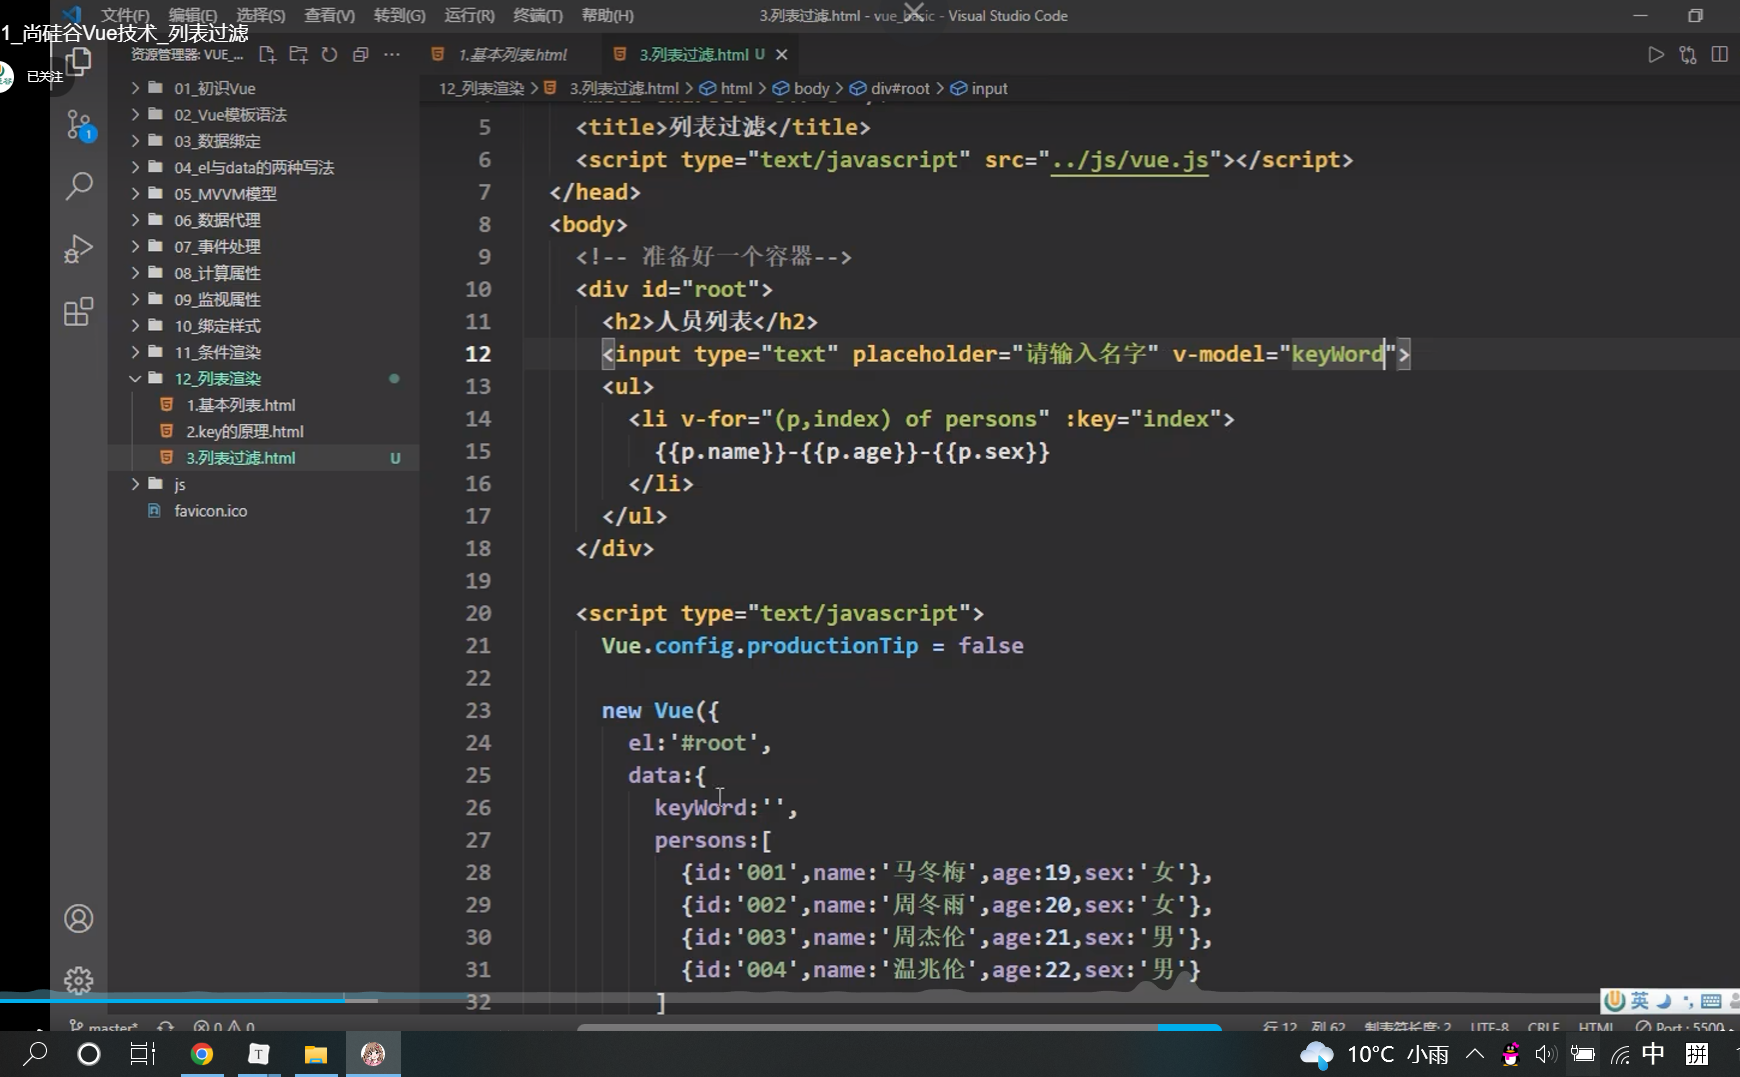 文件(F) 编辑(E) 选择(S) 查看(V) 转到(G) 运行(R) 终端(T) 帮助(H)
3.列表过滤.html - vue_basic - Visual Studio Code
1_尚硅谷Vue技术_列表过滤
已关注
资源管理器: VUE_... ···
1.基本列表.html
3.列表过滤.html U
12_列表渲染 > 3.列表过滤.html > html > body > div#root > input
01_初识Vue
02_Vue模板语法
03_数据绑定
04_el与data的两种写法
05_MVVM模型
06_数据代理
07_事件处理
08_计算属性
09_监视属性
10_绑定样式
11_条件渲染
12_列表渲染
1.基本列表.html
2.key的原理.html
3.列表过滤.html U
js
favicon.ico
1
5 <title>列表过滤</title>
6 <script type="text/javascript" src="../js/vue.js"></script>
7 </head>
8 <body>
9 <!-- 准备好一个容器-->
10 <div id="root">
11 <h2>人员列表</h2>
12 <input type="text" placeholder="请输入名字" v-model="keyWord">
13 <ul>
14 <li v-for="(p,index) of persons" :key="index">
15 {{p.name}}-{{p.age}}-{{p.sex}}
16 </li>
17 </ul>
18 </div>
19
20 <script type="text/javascript">
21 Vue.config.productionTip = false
22
23 new Vue({
24 el:'#root',
25 data:{
26 keyWord:'',
27 persons:[
28 {id:'001',name:'马冬梅',age:19,sex:'女'},
29 {id:'002',name:'周冬雨',age:20,sex:'女'},
30 {id:'003',name:'周杰伦',age:21,sex:'男'},
31 {id:'004',name:'温兆伦',age:22,sex:'男'}
32 ]
英
master* 0 0
行 12, 列 62 制表符长度: 2 UTF-8 CRLF HTML Port : 5500
T
10°C 小雨
中
拼